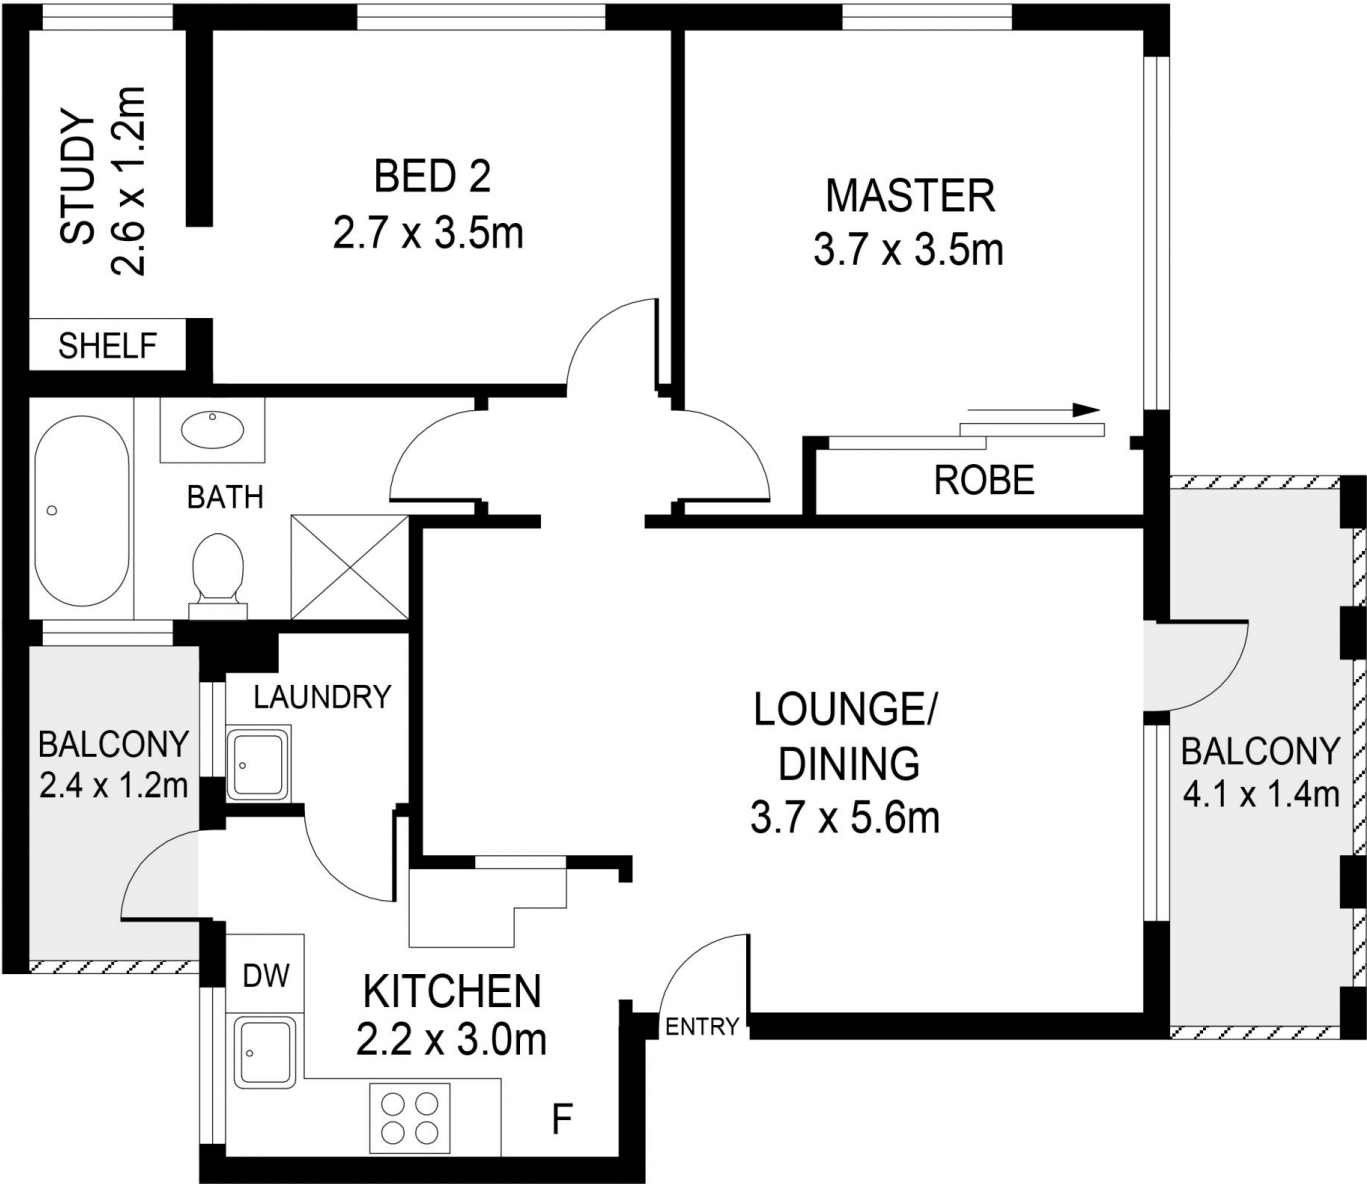 STUDY
2.6 x 1.2m
SHELF
BED 2
2.7 x 3.5m
MASTER
3.7 x 3.5m
ROBE
BATH
LAUNDRY
BALCONY
2.4 x 1.2m
LOUNGE/
DINING
3.7 x 5.6m
BALCONY
4.1 x 1.4m
DW
KITCHEN
2.2 x 3.0m
ENTRY
F